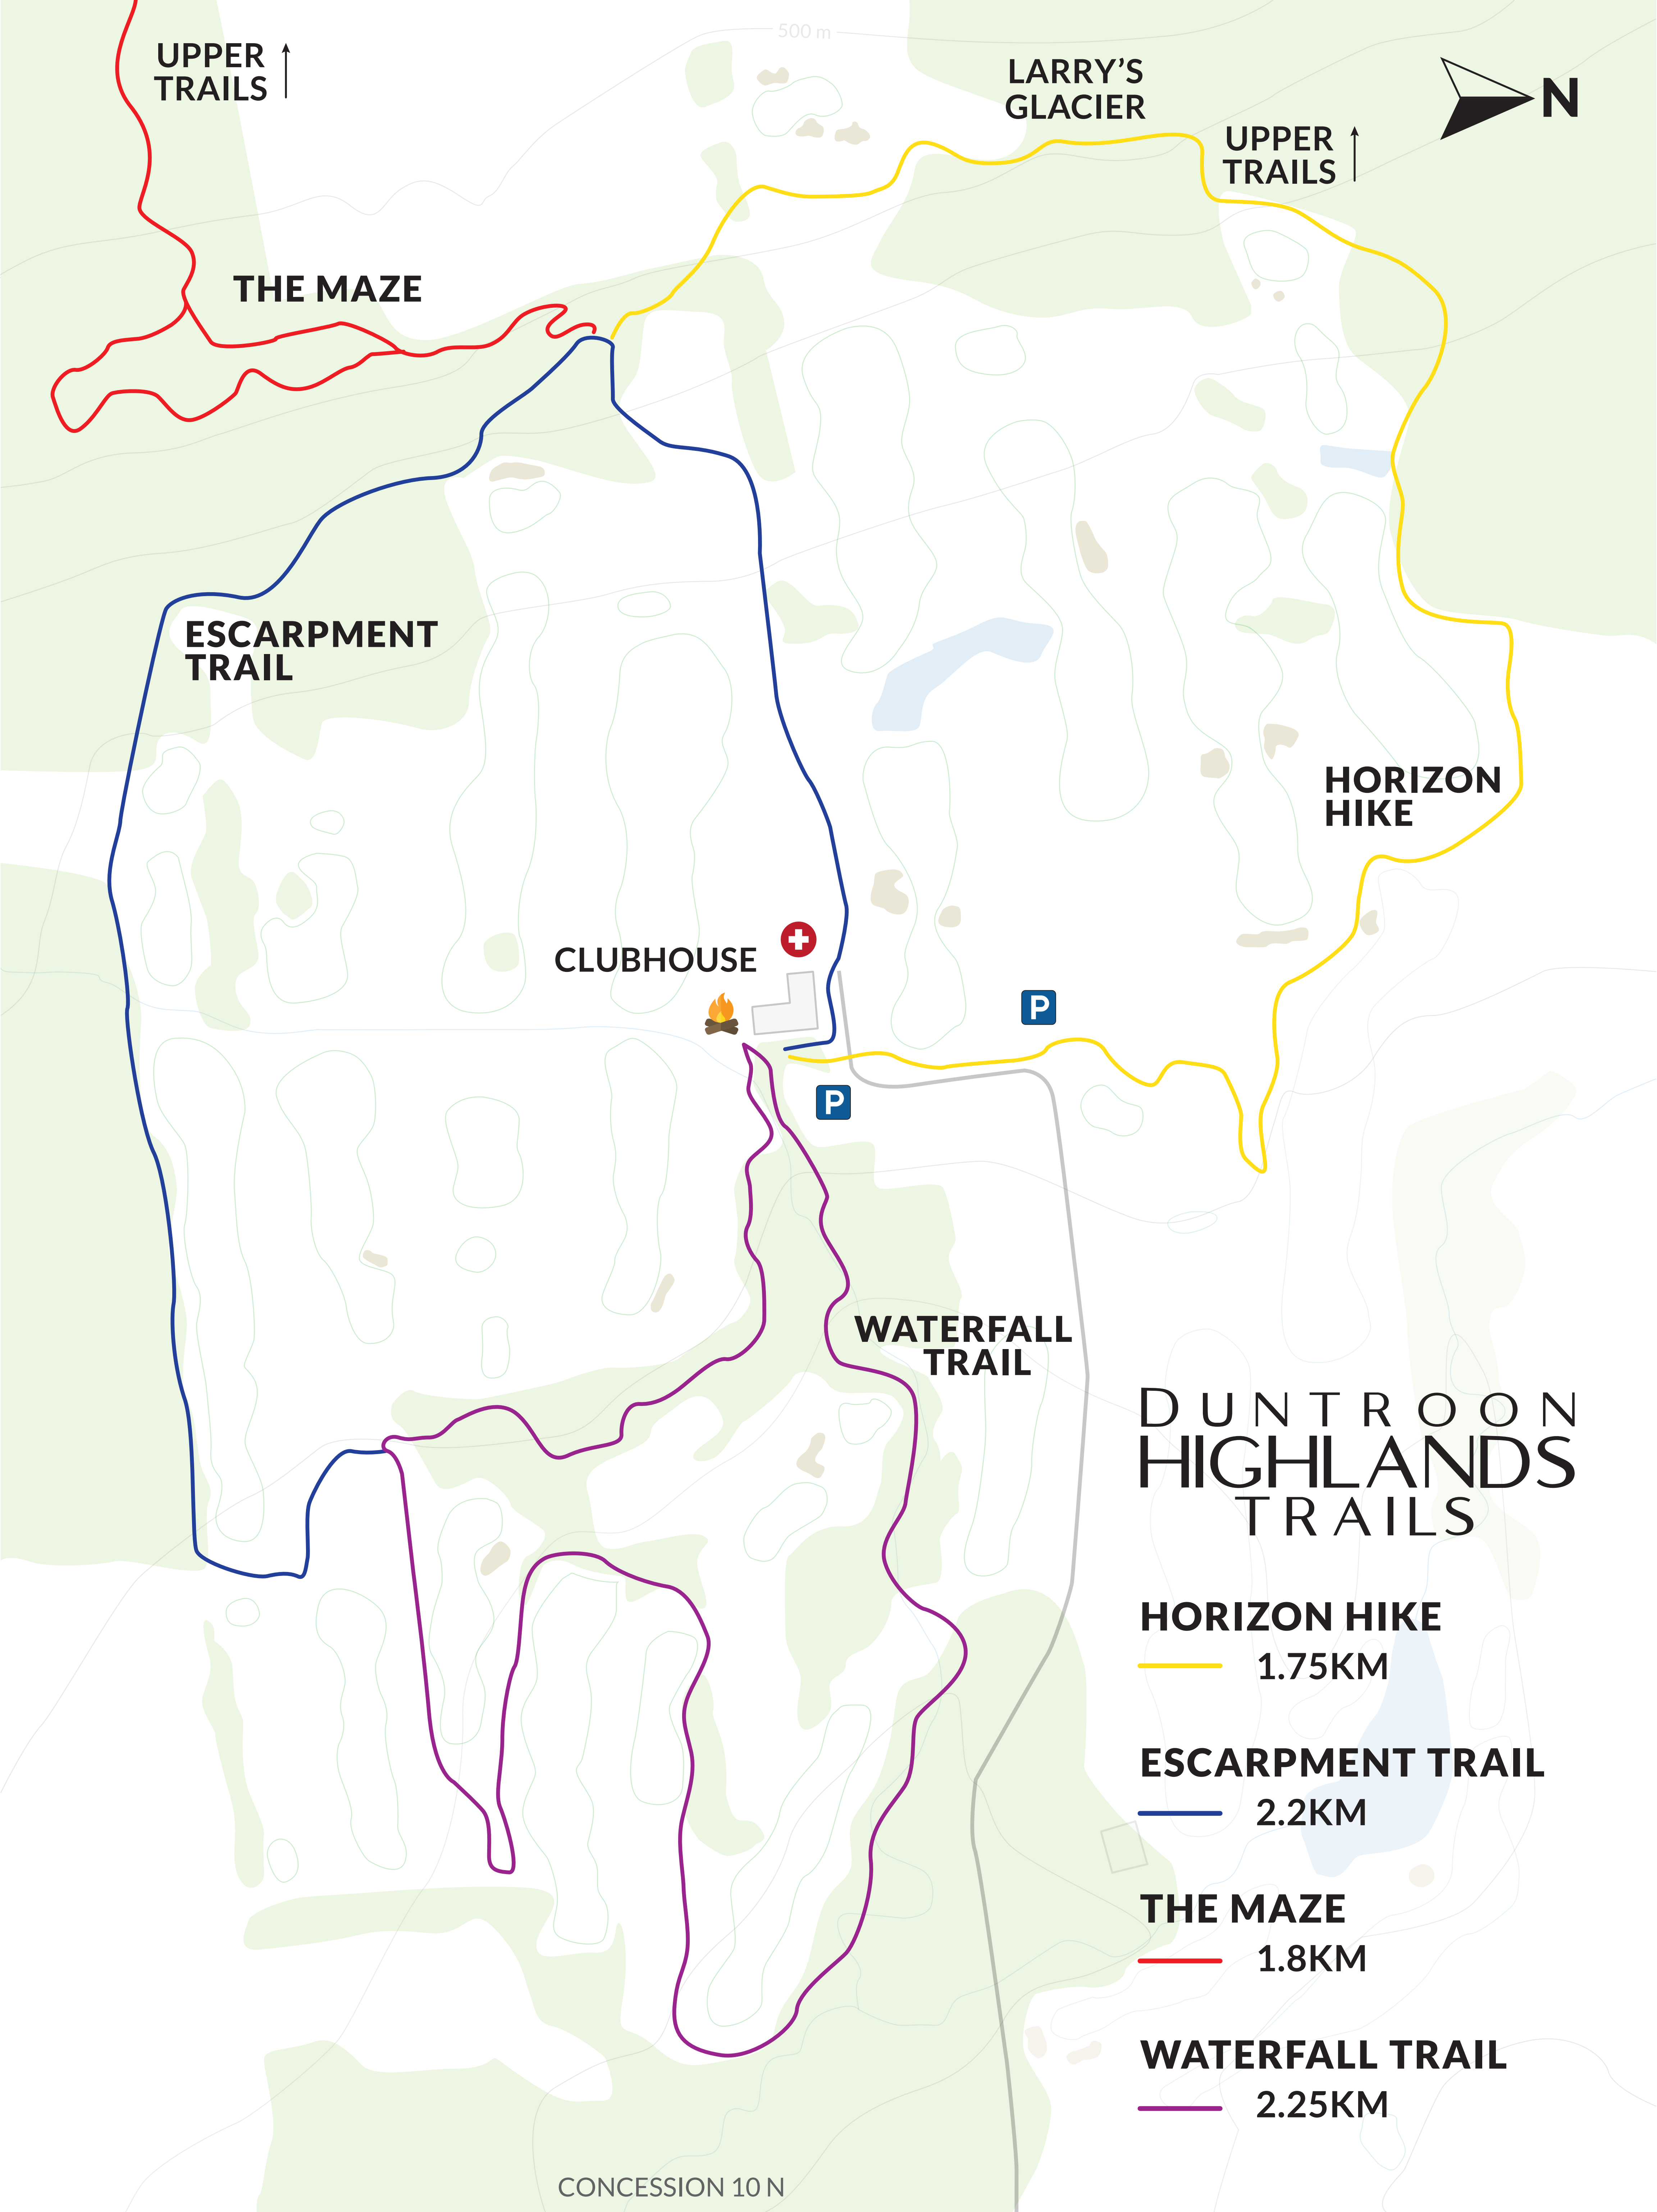 500 m
UPPER
TRAILS
LARRY'S
GLACIER
N
UPPER
TRAILS
THE MAZE
ESCARPMENT
TRAIL
HORIZON
HIKE
CLUBHOUSE
P
P
WATERFALL
TRAIL
DUNTROON
HIGHLANDS
TRAILS
HORIZON HIKE
1.75KM
ESCARPMENT TRAIL
2.2KM
THE MAZE
1.8KM
WATERFALL TRAIL
2.25KM
CONCESSION 10 N